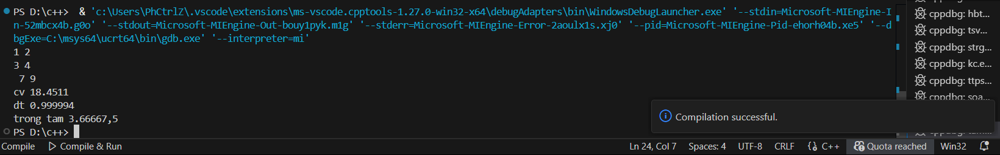 PS D:\c++>  & 'c:\Users\PhCtrlZ\.vscode\extensions\ms-vscode.cpptools-1.27.0-win32-x64\debugAdapters\bin\WindowsDebugLauncher.exe' '--stdin=Microsoft-MIEngine-I
n-52mbcx4b.g0o' '--stdout=Microsoft-MIEngine-Out-bouy1pyk.m1g' '--stderr=Microsoft-MIEngine-Error-2aoulx1s.xj0' '--pid=Microsoft-MIEngine-Pid-ehorh04b.xe5' '--d
bgExe=C:\msys64\ucrt64\bin\gdb.exe' '--interpreter=mi'
1 2
3 4
 7 9
cv 18.4511
dt 0.999994
trong tam 3.66667,5
PS D:\c++>
cppdbg: hbt...
cppdbg: tsv...
cppdbg: strg...
cppdbg: kc.e...
cppdbg: ttps...
cppdbg: soa...
Compilation successful.
Compile
Compile & Run
Ln 24, Col 7
Spaces: 4
UTF-8
CRLF
C++
Quota reached
Win32